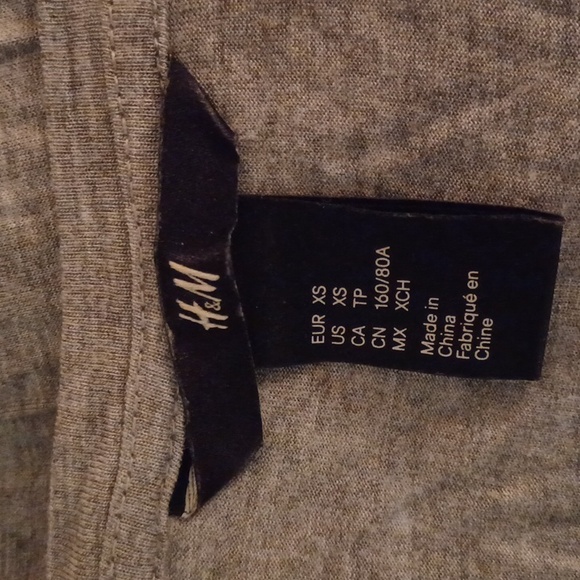 H&M
EUR XS
US XS
CA TP
CN 160/80A
MX XCH
Made in
China
Fabriqué en
Chine